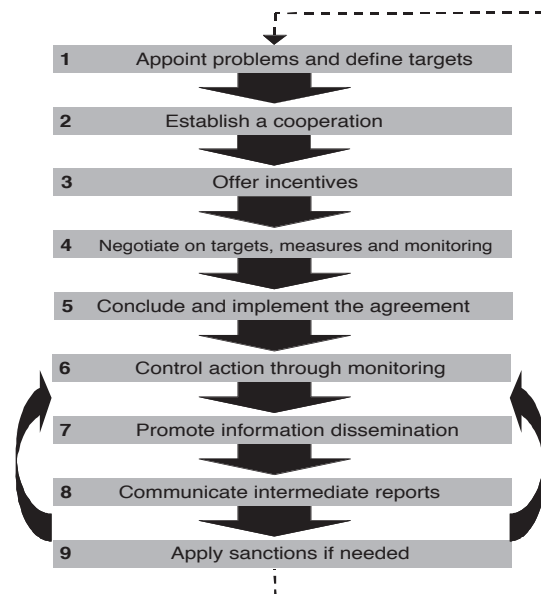 1 Appoint problems and define targets
2 Establish a cooperation
3 Offer incentives
4 Negotiate on targets, measures and monitoring
5 Conclude and implement the agreement
6 Control action through monitoring
7 Promote information dissemination
8 Communicate intermediate reports
9 Apply sanctions if needed